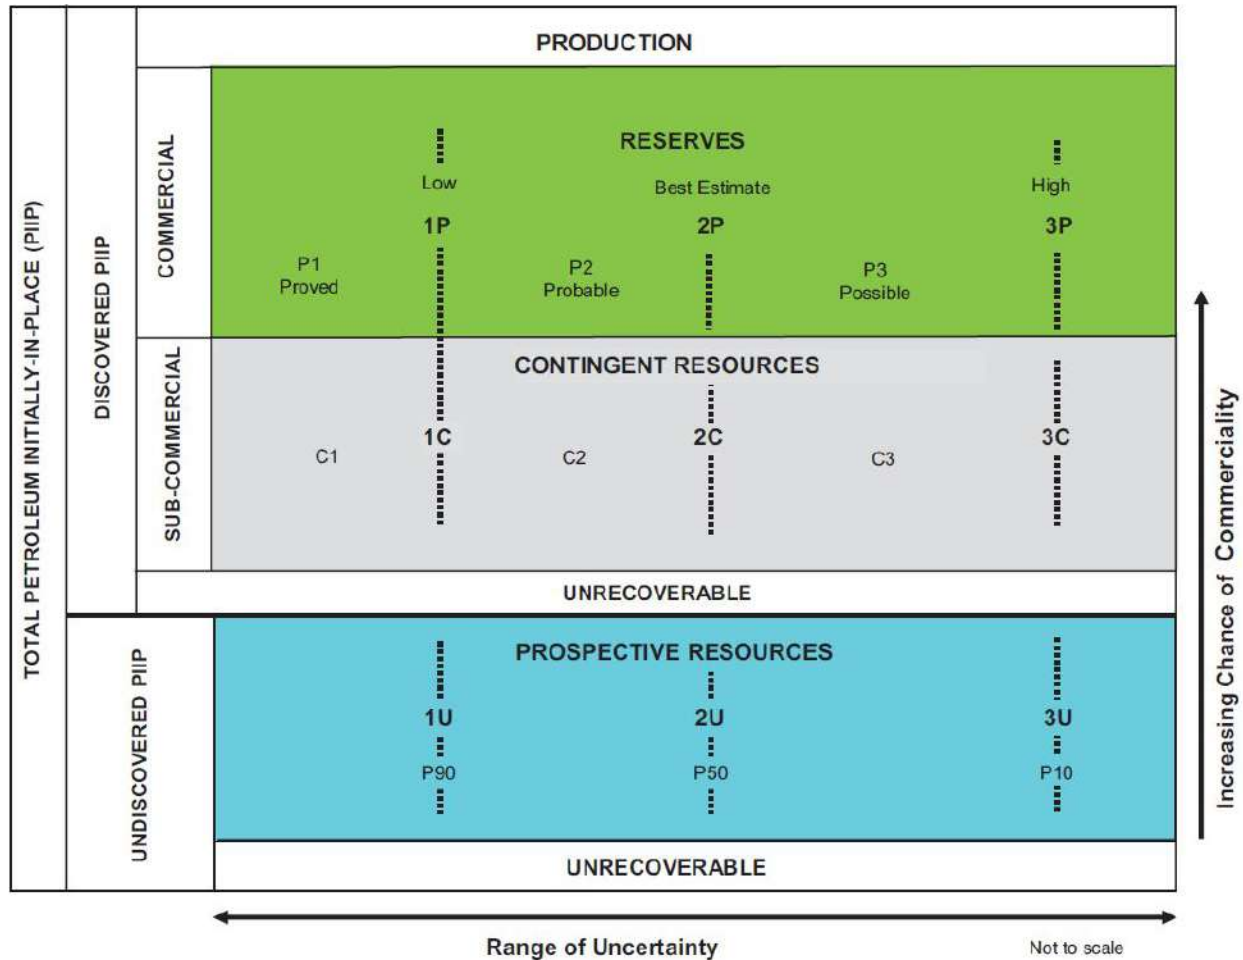 TOTAL PETROLEUM INITIALLY-IN-PLACE (PIIP)
DISCOVERED PIIP
PRODUCTION
COMMERCIAL
RESERVES
Low
Best Estimate
High
1P
2P
3P
P1
Proved
P2
Probable
P3
Possible
SUB-COMMERCIAL
CONTINGENT RESOURCES
1C
2C
3C
C1
C2
C3
UNRECOVERABLE
UNDISCOVERED PIIP
PROSPECTIVE RESOURCES
1U
2U
3U
P90
P50
P10
UNRECOVERABLE
Increasing Chance of Commerciality
Range of Uncertainty
Not to scale